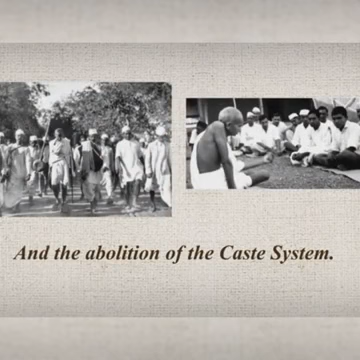 And the abolition of the Caste System.